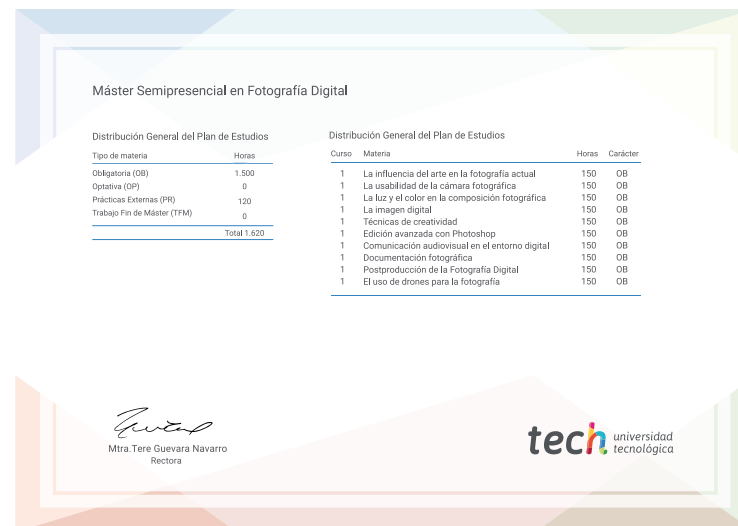 Máster Semipresencial en Fotografía Digital
Distribución General del Plan de Estudios
Tipo de materia Horas
Obligatoria (OB) 1.500
Optativa (OP) 0
Prácticas Externas (PR) 120
Trabajo Fin de Máster (TFM) 0
Total 1.620
Distribución General del Plan de Estudios
Curso Materia Horas Carácter
1 La influencia del arte en la fotografía actual 150 OB
1 La usabilidad de la cámara fotográfica 150 OB
1 La luz y el color en la composición fotográfica 150 OB
1 La imagen digital 150 OB
1 Técnicas de creatividad 150 OB
1 Edición avanzada con Photoshop 150 OB
1 Comunicación audiovisual en el entorno digital 150 OB
1 Documentación fotográfica 150 OB
1 Postproducción de la Fotografía Digital 150 OB
1 El uso de drones para la fotografía 150 OB
Mtra.Tere Guevara Navarro
Rectora
tech universidad
tecnológica